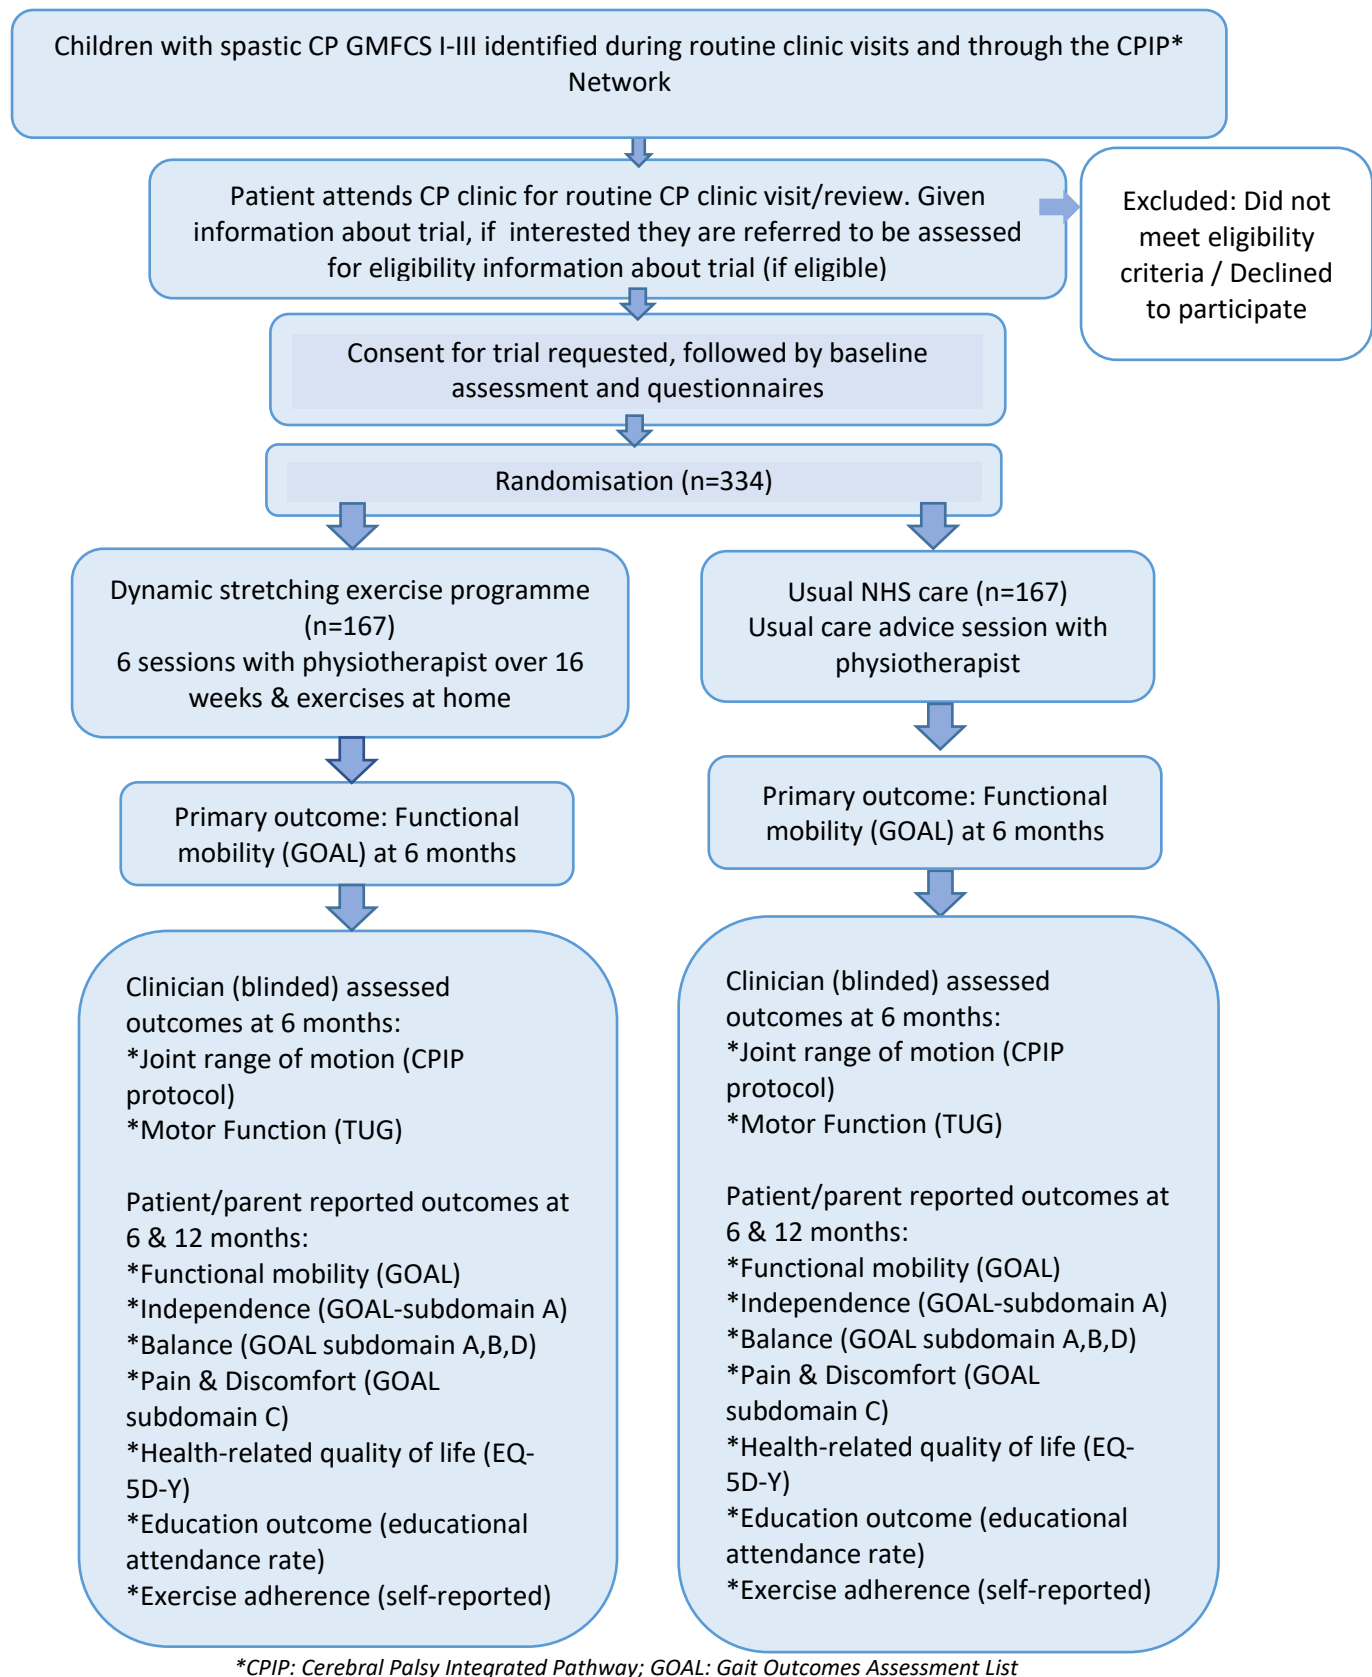 Children with spastic CP GMFCS I-III identified during routine clinic visits and through the CPIP*
Network
Patient attends CP clinic for routine CP clinic visit/review. Given
information about trial, if  interested they are referred to be assessed
for eligibility information about trial (if eligible)
Excluded: Did not
meet eligibility
criteria / Declined
to participate
Consent for trial requested, followed by baseline
assessment and questionnaires
Randomisation (n=334)
Dynamic stretching exercise programme
(n=167)
6 sessions with physiotherapist over 16
weeks & exercises at home
Usual NHS care (n=167)
Usual care advice session with
physiotherapist
Primary outcome: Functional
mobility (GOAL) at 6 months
Primary outcome: Functional
mobility (GOAL) at 6 months
Clinician (blinded) assessed
outcomes at 6 months:
*Joint range of motion (CPIP
protocol)
*Motor Function (TUG)
Patient/parent reported outcomes at
6 & 12 months:
*Functional mobility (GOAL)
*Independence (GOAL-subdomain A)
*Balance (GOAL subdomain A,B,D)
*Pain & Discomfort (GOAL
subdomain C)
*Health-related quality of life (EQ-
5D-Y)
*Education outcome (educational
attendance rate)
*Exercise adherence (self-reported)
Clinician (blinded) assessed
outcomes at 6 months:
*Joint range of motion (CPIP
protocol)
*Motor Function (TUG)
Patient/parent reported outcomes at
6 & 12 months:
*Functional mobility (GOAL)
*Independence (GOAL-subdomain A)
*Balance (GOAL subdomain A,B,D)
*Pain & Discomfort (GOAL
subdomain C)
*Health-related quality of life (EQ-
5D-Y)
*Education outcome (educational
attendance rate)
*Exercise adherence (self-reported)
*CPIP: Cerebral Palsy Integrated Pathway; GOAL: Gait Outcomes Assessment List